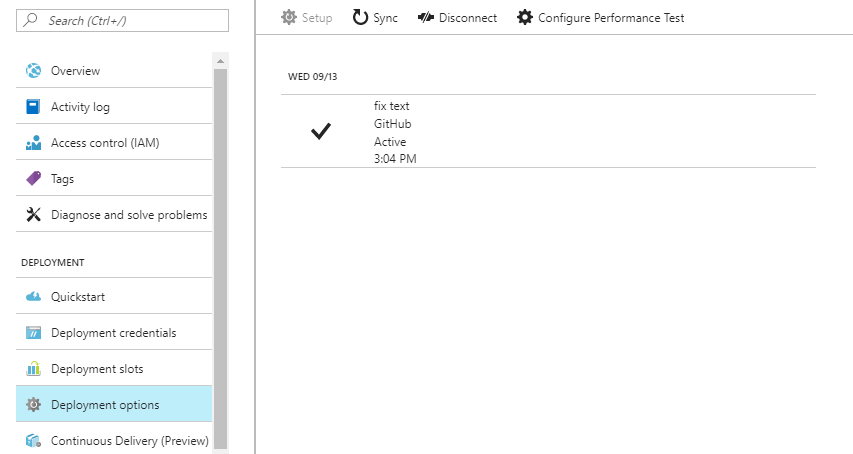 Search (Ctrl+/)
Overview
Activity log
Access control (IAM)
Tags
Diagnose and solve problems
DEPLOYMENT
Quickstart
Deployment credentials
Deployment slots
Deployment options
Continuous Delivery (Preview)
Setup
Sync
Disconnect
Configure Performance Test
WED 09/13
fix text
GitHub
Active
3:04 PM